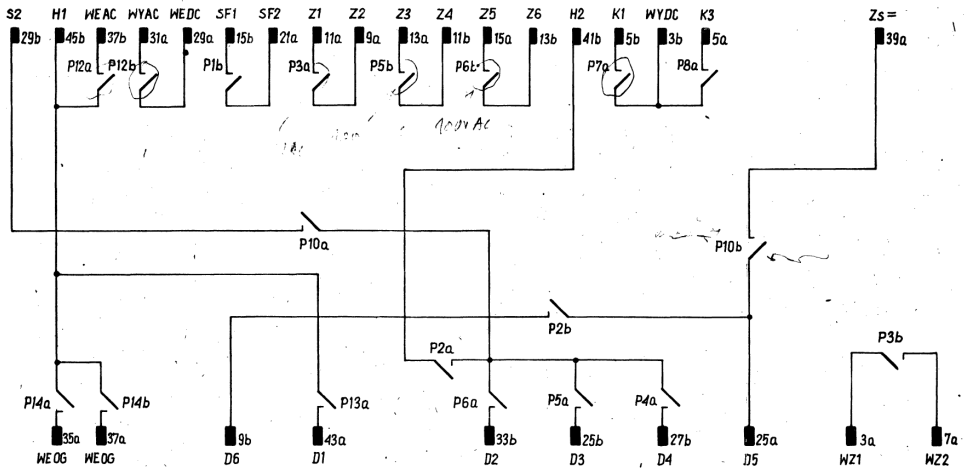 S2 H1 WEAC WYAC WEDC SF1 SF2 Z1 Z2 Z3 Z4 Z5 Z6 H2 K1 WYDC K3 Zs=
29b 45b 37b 31a 29a 15b 21a 11a 9a 13a 11b 15a 13b 41b 5b 3b 5a 39a
P12a P12b P1b P3a P5b P6b P7a P8a
100VAC
P10a P10b
P2b
P2a P3b
P14a P14b P13a P6a P5a P4a
35a 37a 9b 43a 33b 25b 27b 25a 3a 7a
WEOG WEOG D6 D1 D2 D3 D4 D5 WZ1 WZ2